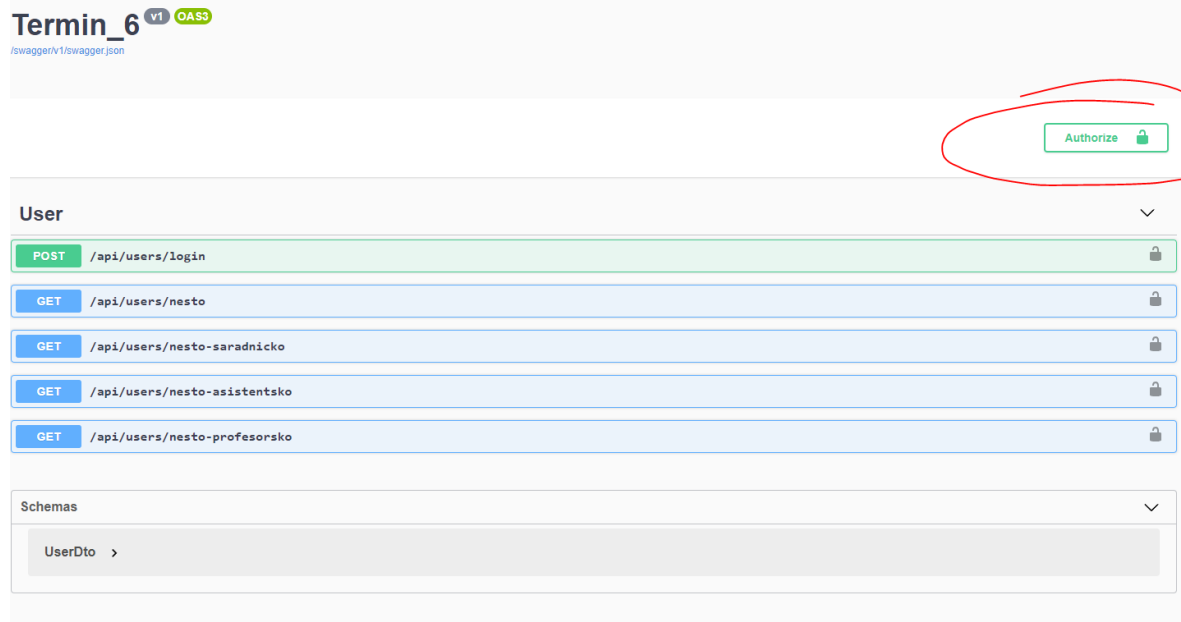 Termin_6 v1 OAS3
/swagger/v1/swagger.json
Authorize
User
POST /api/users/login
GET /api/users/nesto
GET /api/users/nesto-saradnicko
GET /api/users/nesto-asistentsko
GET /api/users/nesto-profesorsko
Schemas
UserDto